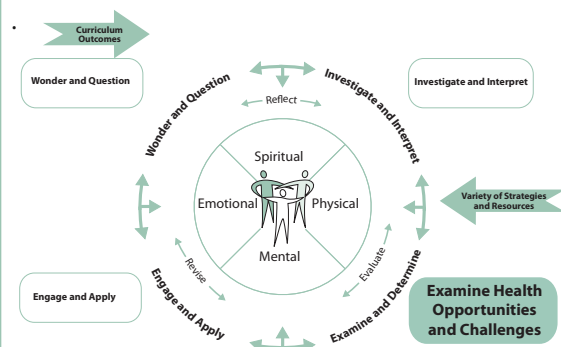 Curriculum
Outcomes
Wonder and Question
Investigate and Interpret
Wonder and Question
Investigate and Interpret
Reflect
Spiritual
Emotional
Physical
Mental
Variety of Strategies
and Resources
Revise
Evaluate
Engage and Apply
Engage and Apply
Examine and Determine
Examine Health
Opportunities
and Challenges